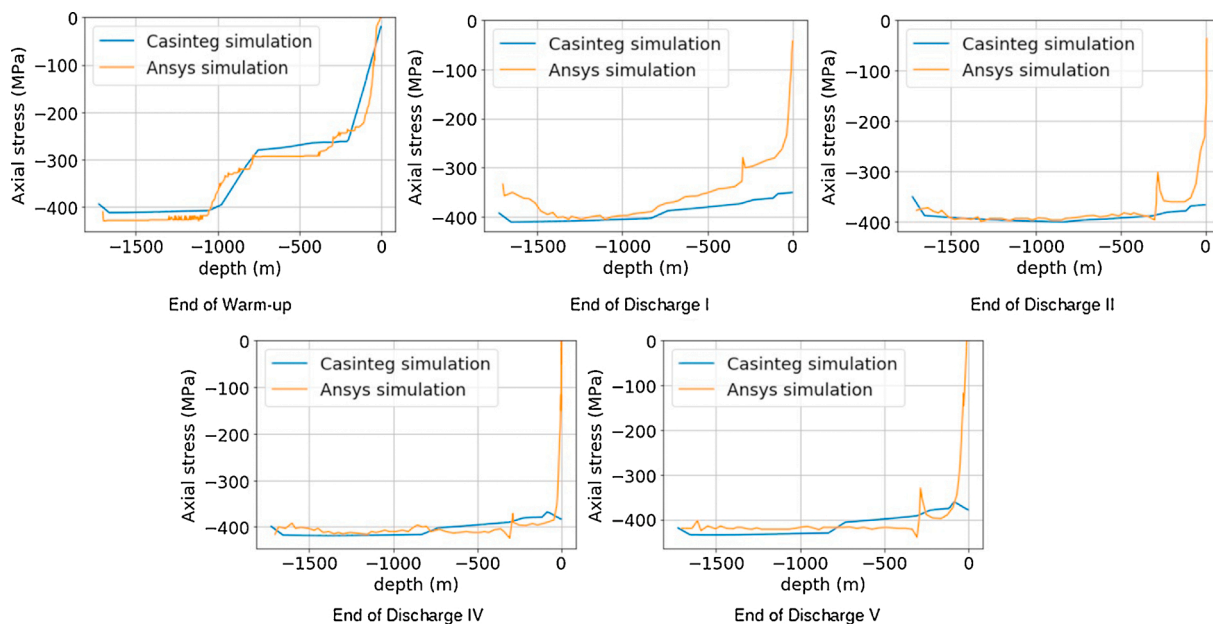 Axial stress (MPa)
0
−100
−200
−300
−400
Casinteg simulation
Ansys simulation
−1500
−1000
−500
0
depth (m)
End of Warm-up
Axial stress (MPa)
0
−100
−200
−300
−400
Casinteg simulation
Ansys simulation
−1500
−1000
−500
0
depth (m)
End of Discharge I
Axial stress (MPa)
0
−100
−200
−300
−400
Casinteg simulation
Ansys simulation
−1500
−1000
−500
0
depth (m)
End of Discharge II
Axial stress (MPa)
0
−100
−200
−300
−400
Casinteg simulation
Ansys simulation
−1500
−1000
−500
0
depth (m)
End of Discharge IV
Axial stress (MPa)
0
−100
−200
−300
−400
Casinteg simulation
Ansys simulation
−1500
−1000
−500
0
depth (m)
End of Discharge V